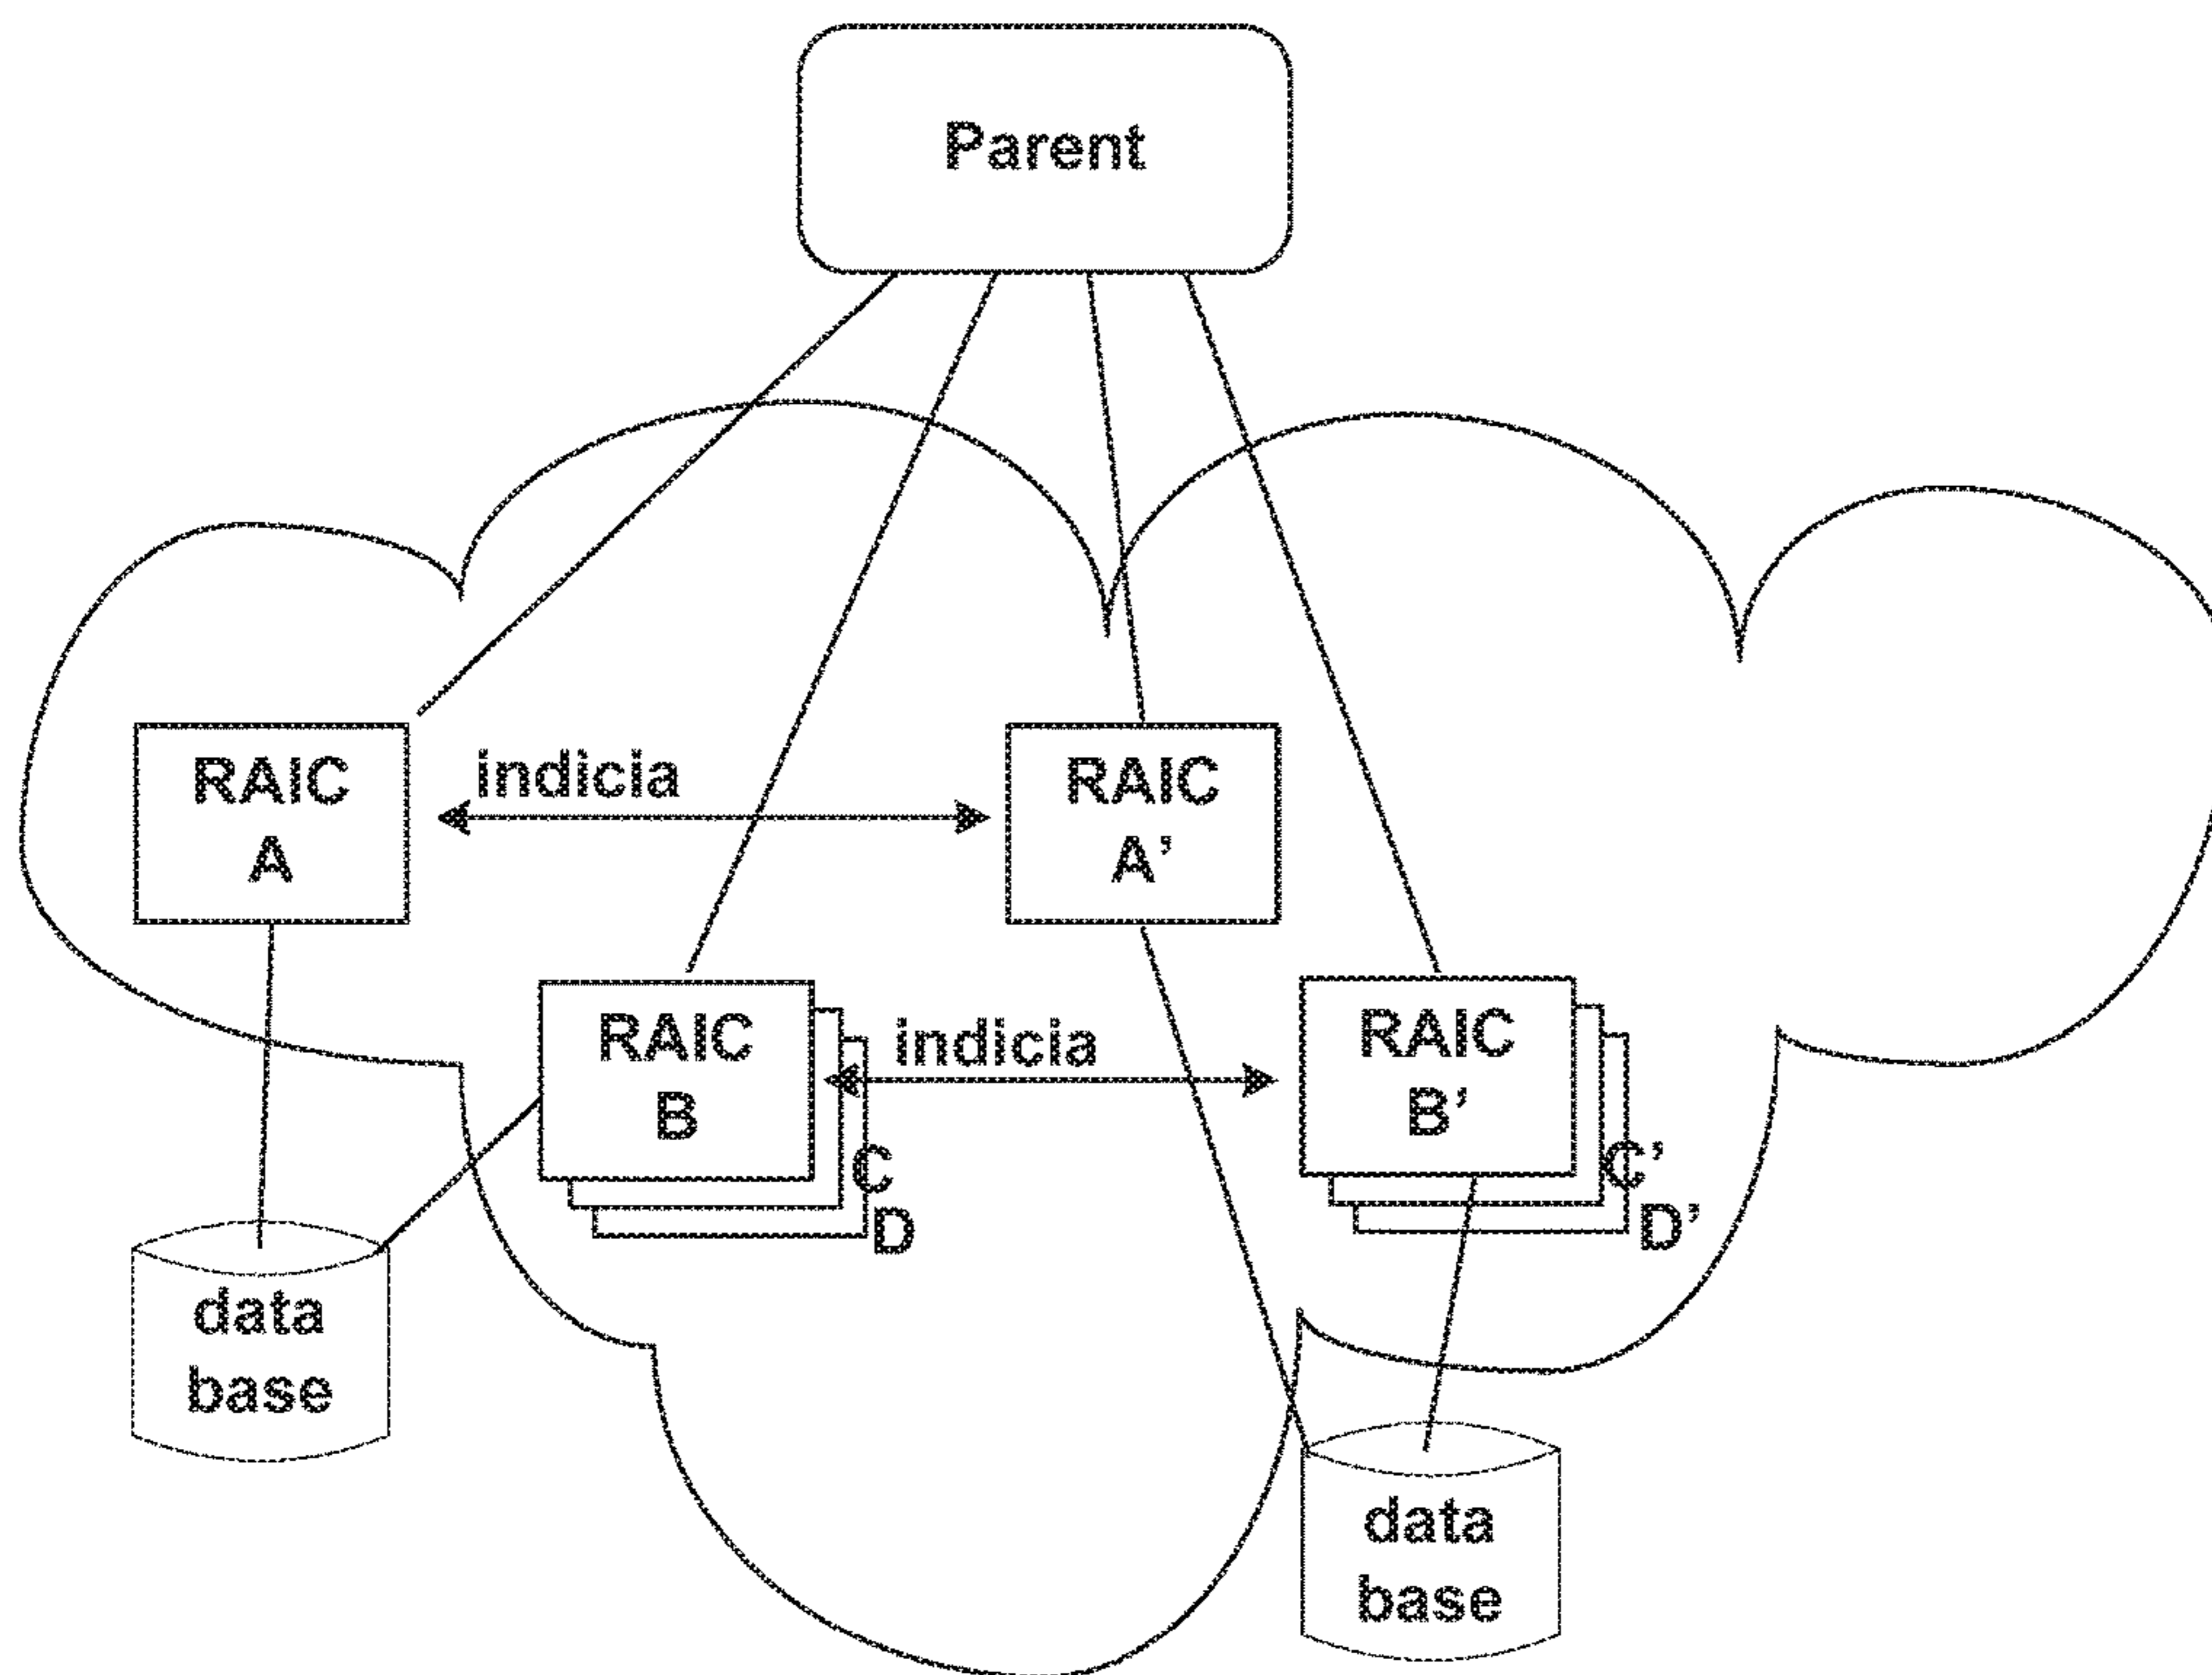 Parent
RAIC
A
indicia
RAIC
A’
RAIC
B
C
D
indicia
RAIC
B’
C’
D’
data
base
data
base